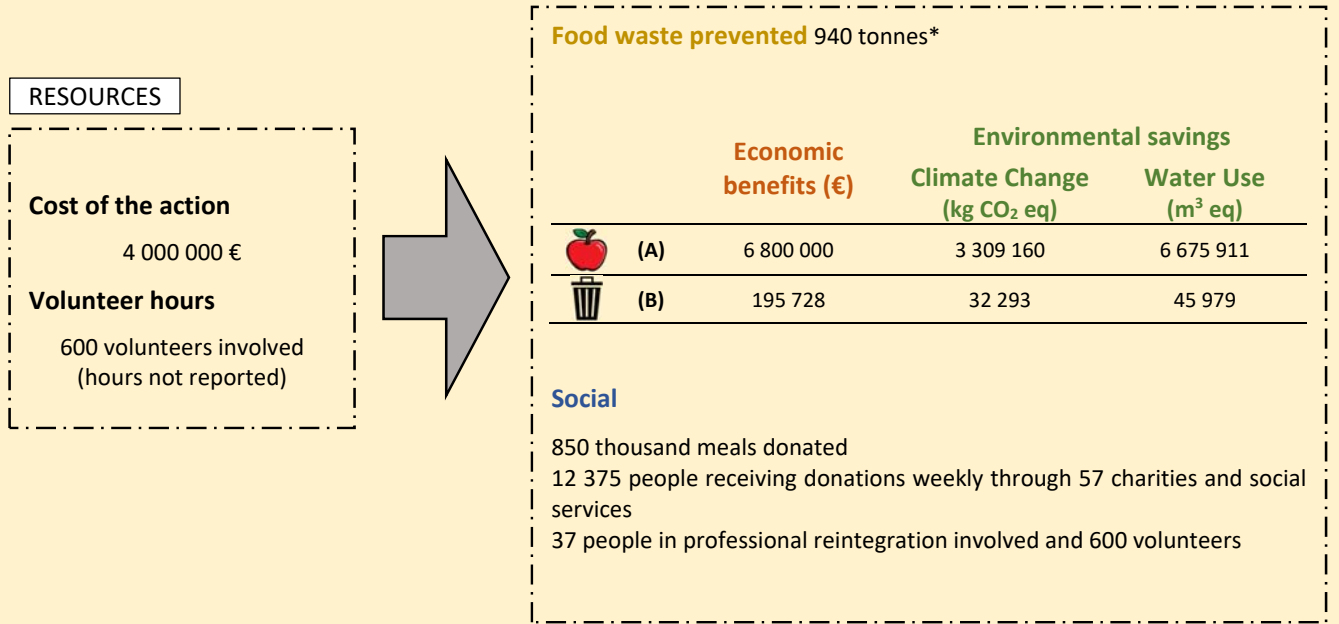 RESOURCES
Cost of the action
4 000 000 €
Volunteer hours
600 volunteers involved
(hours not reported)
Food waste prevented 940 tonnes*
Economic
benefits (€)
Environmental savings
Climate Change
(kg CO₂ eq)
Water Use
(m³ eq)
(A) 6 800 000 3 309 160 6 675 911
(B) 195 728 32 293 45 979
Social
850 thousand meals donated
12 375 people receiving donations weekly through 57 charities and social
services
37 people in professional reintegration involved and 600 volunteers